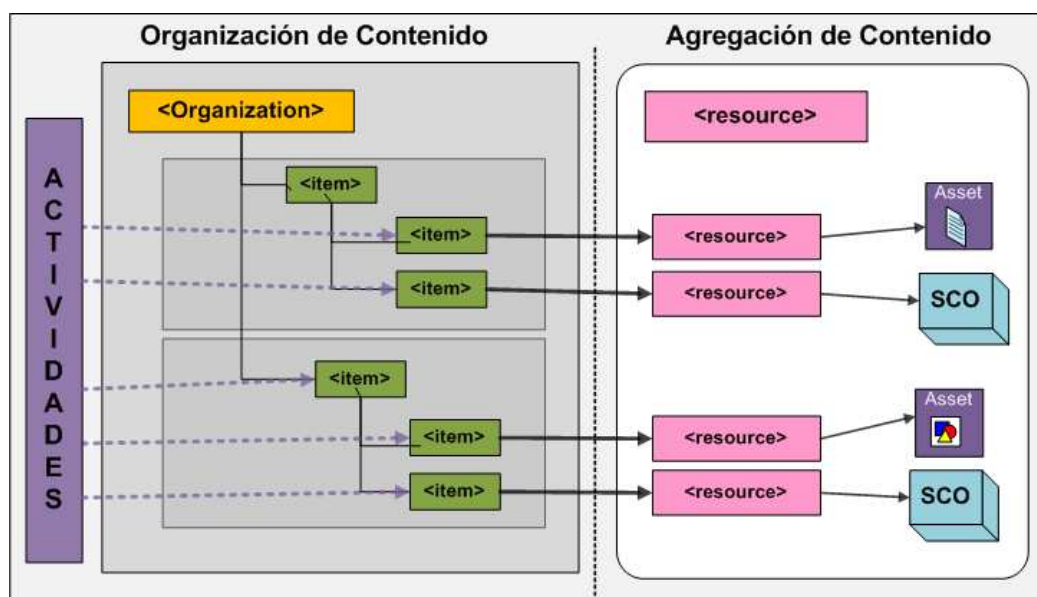 Organización de Contenido
Agregación de Contenido
ACTIVIDADES
<Organization>
<item>
<item>
<item>
<item>
<item>
<item>
<resource>
<resource>
Asset
<resource>
SCO
<resource>
Asset
<resource>
SCO